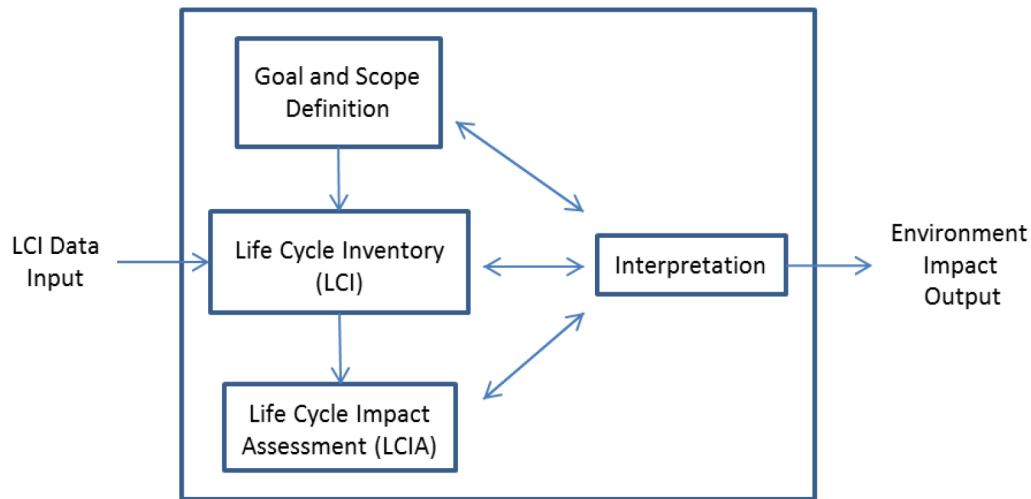 Goal and Scope
Definition
LCI Data
Input
Life Cycle Inventory
(LCI)
Interpretation
Environment
Impact
Output
Life Cycle Impact
Assessment (LCIA)